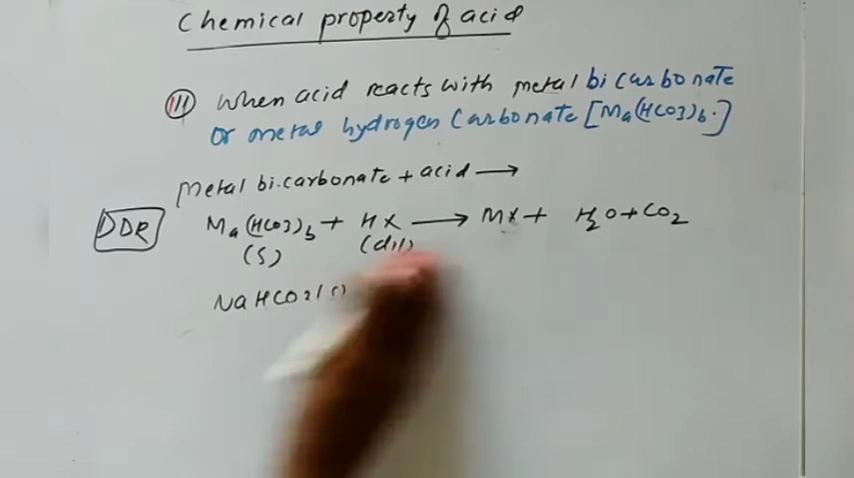 Chemical property of acid
(III) When acid reacts with metal bicarbonate
or metal hydrogen carbonate [Ma(HCO3)b.]
Metal bi.carbonate + acid ⟶
DDR Ma(HCO3)b + HX ⟶ MX + H2O + CO2
(S) (dil)
NaHCO3(